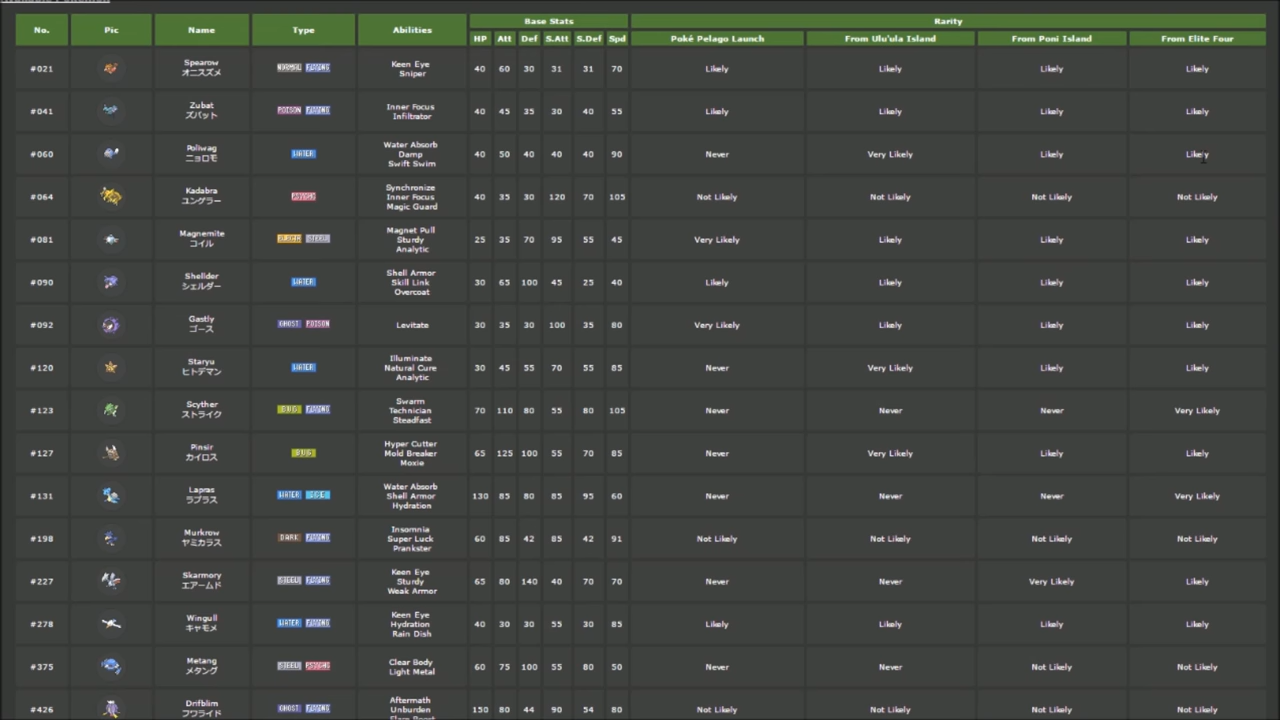 Base Stats Rarity
No. Pic Name Type Abilities HP Att Def S.Att S.Def Spd Poké Pelago Launch From Ulu'ula Island From Poni Island From Elite Four
#021 Spearow オニスズメ NORMAL FLYING Keen Eye Sniper 40 60 30 31 31 70 Likely Likely Likely Likely
#041 Zubat ズバット POISON FLYING Inner Focus Infiltrator 40 45 35 30 40 55 Likely Likely Likely Likely
#060 Poliwag ニョロモ WATER Water Absorb Damp Swift Swim 40 50 40 40 40 90 Never Very Likely Likely Likely
#064 Kadabra ユンゲラー PSYCHC Synchronize Inner Focus Magic Guard 40 35 30 120 70 105 Not Likely Not Likely Not Likely Not Likely
#081 Magnemite コイル ELECTR STEEL Magnet Pull Sturdy Analytic 25 35 70 95 55 45 Very Likely Likely Likely Likely
#090 Shellder シェルダー WATER Shell Armor Skill Link Overcoat 30 65 100 45 25 40 Likely Likely Likely Likely
#092 Gastly ゴース GHOST POISON Levitate 30 35 30 100 35 80 Very Likely Likely Likely Likely
#120 Staryu ヒトデマン WATER Illuminate Natural Cure Analytic 30 45 55 70 55 85 Never Very Likely Likely Likely
#123 Scyther ストライク BUG FLYING Swarm Technician Steadfast 70 110 80 55 80 105 Never Never Never Very Likely
#127 Pinsir カイロス BUG Hyper Cutter Mold Breaker Moxie 65 125 100 55 70 85 Never Very Likely Likely Likely
#131 Lapras ラプラス WATER ICE Water Absorb Shell Armor Hydration 130 85 80 85 95 60 Never Never Never Very Likely
#198 Murkrow ヤミカラス DARK FLYING Insomnia Super Luck Prankster 60 85 42 85 42 91 Not Likely Not Likely Not Likely Not Likely
#227 Skarmory エアームド STEEL FLYING Keen Eye Sturdy Weak Armor 65 80 140 40 70 70 Never Never Very Likely Likely
#278 Wingull キャモメ WATER FLYING Keen Eye Hydration Rain Dish 40 30 30 55 30 85 Likely Likely Likely Likely
#375 Metang メタング STEEL PSYCHC Clear Body Light Metal 60 75 100 55 80 50 Never Never Not Likely Not Likely
#426 Drifblim フワライド GHOST FLYING Aftermath Unburden 150 80 44 90 54 80 Not Likely Not Likely Not Likely Not Likely